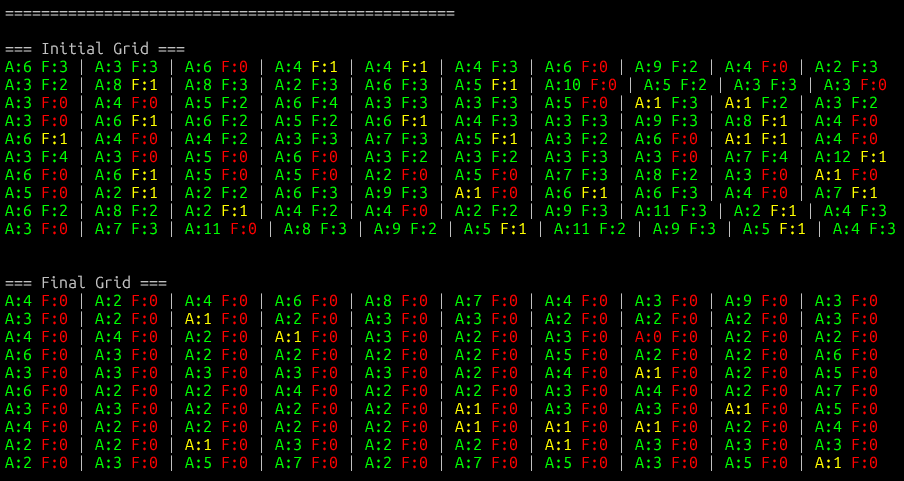 ==================================================
=== Initial Grid ===
A:6 F:3 | A:3 F:3 | A:6 F:0 | A:4 F:1 | A:4 F:1 | A:4 F:3 | A:6 F:0 | A:9 F:2 | A:4 F:0 | A:2 F:3
A:3 F:2 | A:8 F:1 | A:8 F:3 | A:2 F:3 | A:6 F:3 | A:5 F:1 | A:10 F:0 | A:5 F:2 | A:3 F:3 | A:3 F:0
A:3 F:0 | A:4 F:0 | A:5 F:2 | A:6 F:4 | A:3 F:3 | A:3 F:3 | A:5 F:0 | A:1 F:3 | A:1 F:2 | A:3 F:2
A:3 F:0 | A:6 F:1 | A:6 F:2 | A:5 F:2 | A:6 F:1 | A:4 F:3 | A:3 F:3 | A:9 F:3 | A:8 F:1 | A:4 F:0
A:6 F:1 | A:4 F:0 | A:4 F:2 | A:3 F:3 | A:7 F:3 | A:5 F:1 | A:3 F:2 | A:6 F:0 | A:1 F:1 | A:4 F:0
A:3 F:4 | A:3 F:0 | A:5 F:0 | A:6 F:0 | A:3 F:2 | A:3 F:2 | A:3 F:3 | A:3 F:0 | A:7 F:4 | A:12 F:1
A:6 F:0 | A:6 F:1 | A:5 F:0 | A:5 F:0 | A:2 F:0 | A:5 F:0 | A:7 F:3 | A:8 F:2 | A:3 F:0 | A:1 F:0
A:5 F:0 | A:2 F:1 | A:2 F:2 | A:6 F:3 | A:9 F:3 | A:1 F:0 | A:6 F:1 | A:6 F:3 | A:4 F:0 | A:7 F:1
A:6 F:2 | A:8 F:2 | A:2 F:1 | A:4 F:2 | A:4 F:0 | A:2 F:2 | A:9 F:3 | A:11 F:3 | A:2 F:1 | A:4 F:3
A:3 F:0 | A:7 F:3 | A:11 F:0 | A:8 F:3 | A:9 F:2 | A:5 F:1 | A:11 F:2 | A:9 F:3 | A:5 F:1 | A:4 F:3
=== Final Grid ===
A:4 F:0 | A:2 F:0 | A:4 F:0 | A:6 F:0 | A:8 F:0 | A:7 F:0 | A:4 F:0 | A:3 F:0 | A:9 F:0 | A:3 F:0
A:3 F:0 | A:2 F:0 | A:1 F:0 | A:2 F:0 | A:3 F:0 | A:3 F:0 | A:2 F:0 | A:2 F:0 | A:2 F:0 | A:3 F:0
A:4 F:0 | A:4 F:0 | A:2 F:0 | A:1 F:0 | A:3 F:0 | A:2 F:0 | A:3 F:0 | A:0 F:0 | A:2 F:0 | A:2 F:0
A:6 F:0 | A:3 F:0 | A:2 F:0 | A:2 F:0 | A:2 F:0 | A:2 F:0 | A:5 F:0 | A:2 F:0 | A:2 F:0 | A:6 F:0
A:3 F:0 | A:3 F:0 | A:3 F:0 | A:3 F:0 | A:2 F:0 | A:2 F:0 | A:4 F:0 | A:1 F:0 | A:2 F:0 | A:5 F:0
A:6 F:0 | A:2 F:0 | A:2 F:0 | A:4 F:0 | A:2 F:0 | A:2 F:0 | A:3 F:0 | A:4 F:0 | A:2 F:0 | A:7 F:0
A:3 F:0 | A:3 F:0 | A:2 F:0 | A:2 F:0 | A:2 F:0 | A:1 F:0 | A:3 F:0 | A:3 F:0 | A:1 F:0 | A:5 F:0
A:4 F:0 | A:2 F:0 | A:2 F:0 | A:2 F:0 | A:2 F:0 | A:1 F:0 | A:1 F:0 | A:1 F:0 | A:2 F:0 | A:4 F:0
A:2 F:0 | A:2 F:0 | A:1 F:0 | A:3 F:0 | A:2 F:0 | A:2 F:0 | A:1 F:0 | A:3 F:0 | A:3 F:0 | A:3 F:0
A:2 F:0 | A:3 F:0 | A:5 F:0 | A:7 F:0 | A:2 F:0 | A:7 F:0 | A:5 F:0 | A:3 F:0 | A:5 F:0 | A:1 F:0